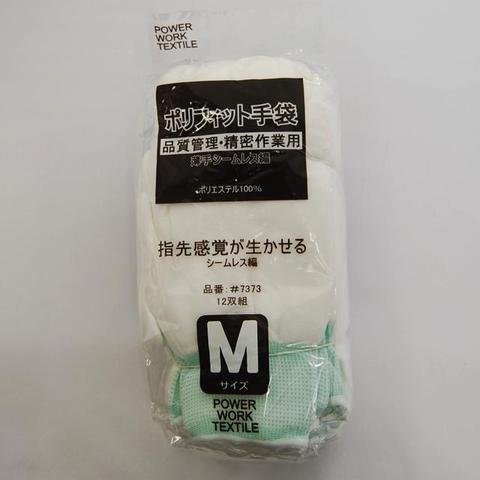 POWER
WORK
TEXTILE
ポリフィット手袋
品質管理・精密作業用
薄手シームレス編
ポリエステル100%
指先感覚が生かせる
シームレス編
品番：#7373
12双組
M
サイズ
POWER
WORK
TEXTILE